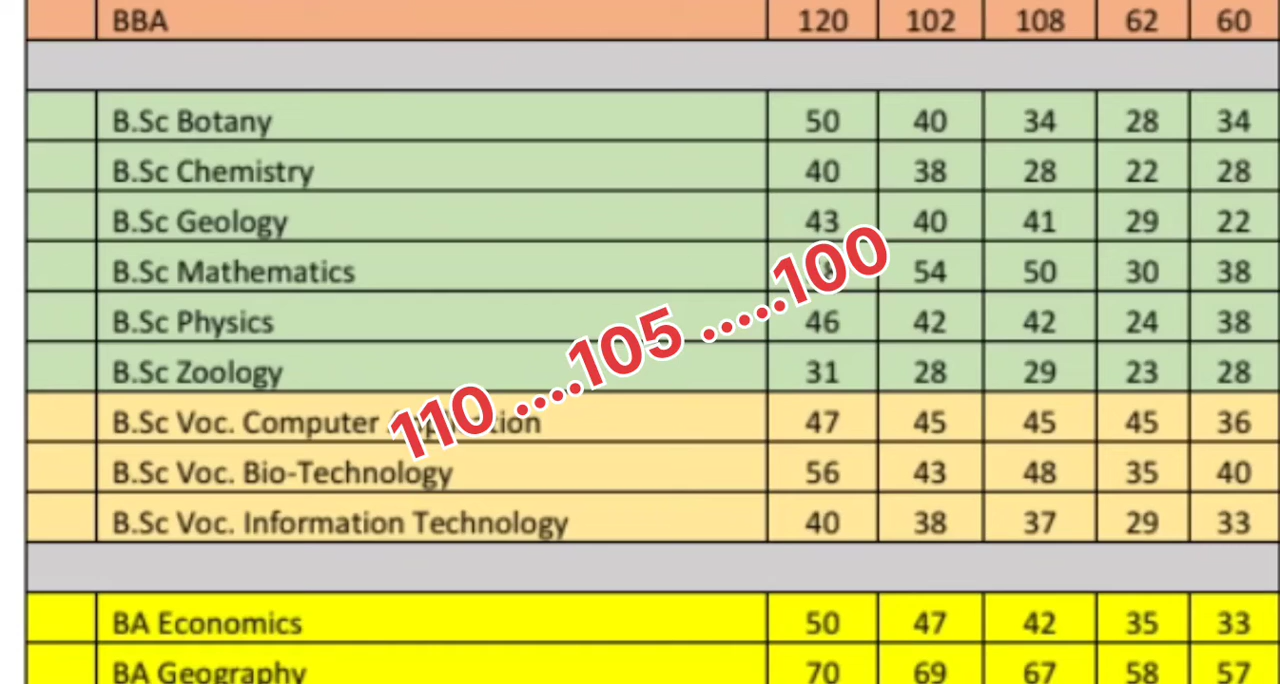 BBA 120 102 108 62 60
B.Sc Botany 50 40 34 28 34
B.Sc Chemistry 40 38 28 22 28
B.Sc Geology 43 40 41 29 22
B.Sc Mathematics 54 50 30 38
B.Sc Physics 46 42 42 24 38
B.Sc Zoology 31 28 29 23 28
B.Sc Voc. Computer 47 45 45 45 36
B.Sc Voc. Bio-Technology 56 43 48 35 40
B.Sc Voc. Information Technology 40 38 37 29 33
BA Economics 50 47 42 35 33
BA Geography 70 69 67 58 57
110 ....105 .....100